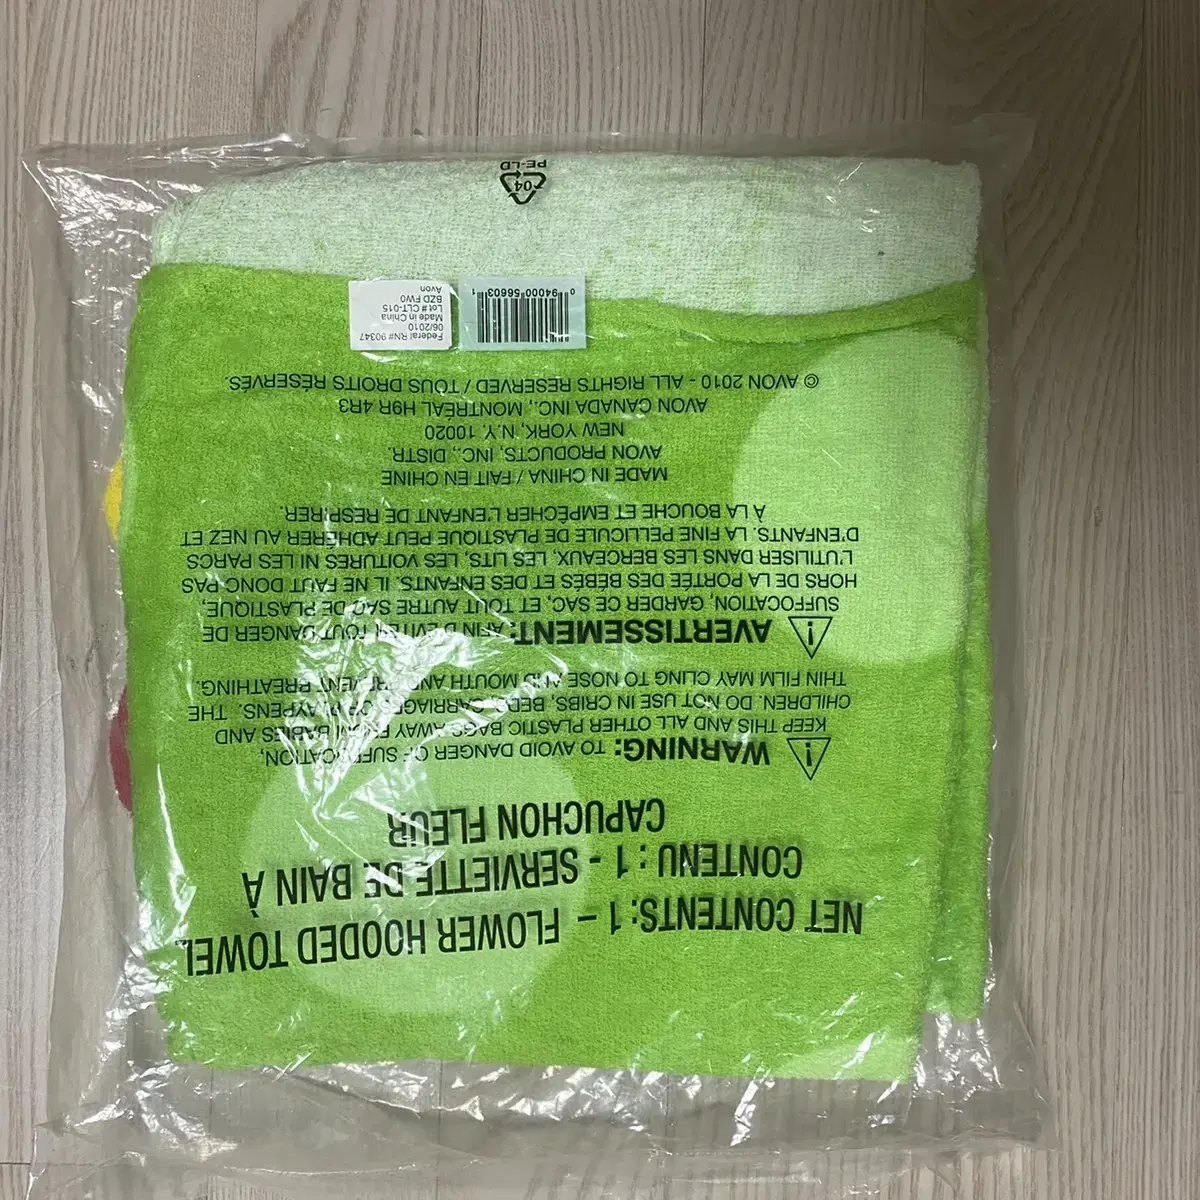 NET CONTENTS: 1 – FLOWER HOODED TOWEL
CONTENU : 1 - SERVIETTE DE BAIN À
CAPUCHON FLEUR
WARNING: TO AVOID DANGER OF SUFFOCATION,
KEEP THIS AND ALL OTHER PLASTIC BAGS AWAY FROM BABIES AND
CHILDREN. DO NOT USE IN CRIBS, BEDS, CARRIAGES OR PLAYPENS. THE
THIN FILM MAY CLING TO NOSE AND MOUTH AND PREVENT BREATHING.
AVERTISSEMENT: AFIN D'ÉVITER TOUT DANGER DE
SUFFOCATION, GARDER CE SAC, ET TOUT AUTRE SAC DE PLASTIQUE,
HORS DE LA PORTÉE DES BÉBÉS ET DES ENFANTS. IL NE FAUT DONC PAS
L'UTILISER DANS LES BERCEAUX, LES LITS, LES VOITURES NI LES PARCS
D'ENFANTS. LA FINE PELLICULE DE PLASTIQUE PEUT ADHÉRER AU NEZ ET
À LA BOUCHE ET EMPÊCHER L'ENFANT DE RESPIRER.
MADE IN CHINA / FAIT EN CHINE
AVON PRODUCTS, INC., DISTR.
NEW YORK, N.Y. 10020
AVON CANADA INC., MONTRÉAL H9R 4R3
© AVON 2010 - ALL RIGHTS RESERVED / TOUS DROITS RÉSERVÉS.
0 94000 56603 1
Federal RN# 90347
06/2010
Made in China
Lot # CLT-015
BZD FW0
Avon
04
PE-LD